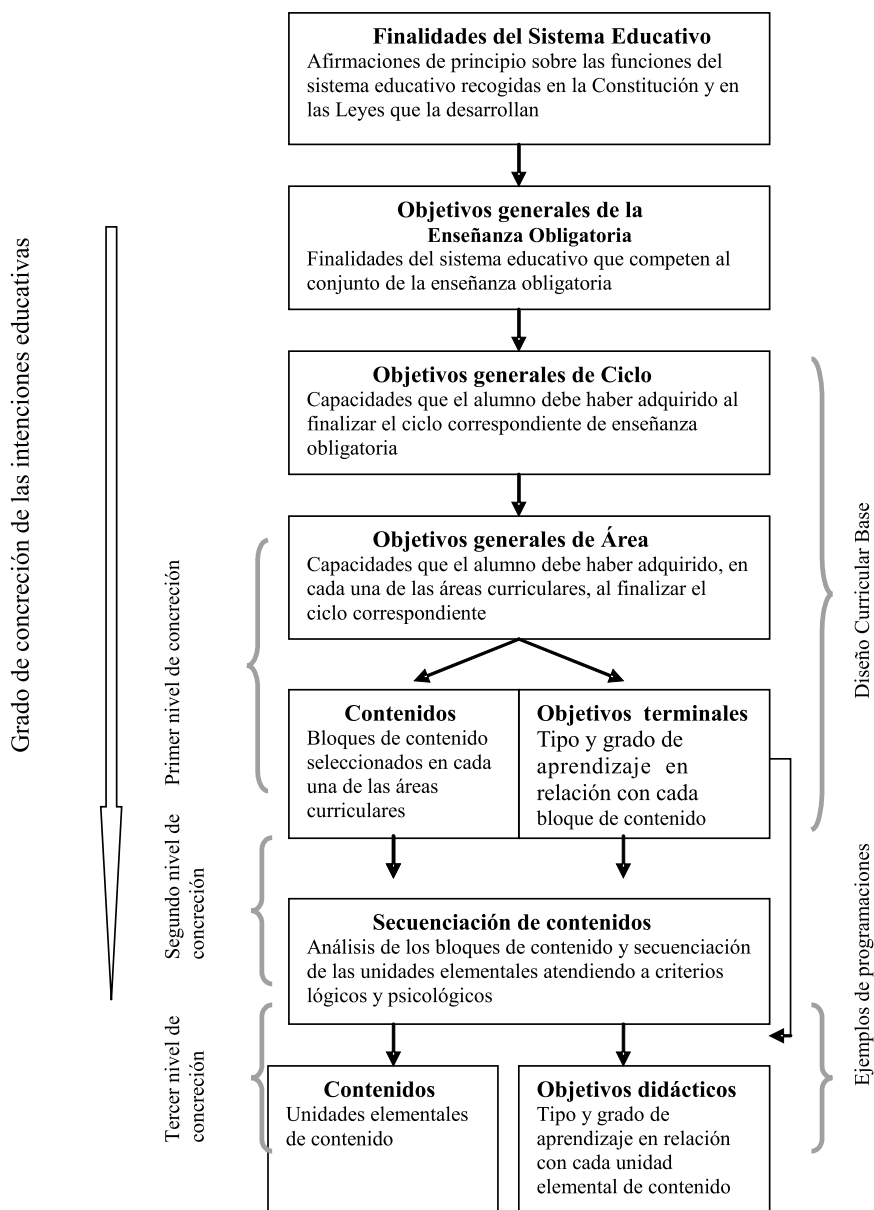 Finalidades del Sistema Educativo
Afirmaciones de principio sobre las funciones del
sistema educativo recogidas en la Constitución y en
las Leyes que la desarrollan
Objetivos generales de la
Enseñanza Obligatoria
Finalidades del sistema educativo que competen al
conjunto de la enseñanza obligatoria
Objetivos generales de Ciclo
Capacidades que el alumno debe haber adquirido al
finalizar el ciclo correspondiente de enseñanza
obligatoria
Objetivos generales de Área
Capacidades que el alumno debe haber adquirido, en
cada una de las áreas curriculares, al finalizar el
ciclo correspondiente
Contenidos
Bloques de contenido
seleccionados en cada
una de las áreas
curriculares
Objetivos terminales
Tipo y grado de
aprendizaje en
relación con cada
bloque de contenido
Secuenciación de contenidos
Análisis de los bloques de contenido y secuenciación
de las unidades elementales atendiendo a criterios
lógicos y psicológicos
Contenidos
Unidades elementales
de contenido
Objetivos didácticos
Tipo y grado de
aprendizaje en relación
con cada unidad
elemental de contenido
Grado de concreción de las intenciones educativas
Primer nivel de concreción
Segundo nivel de
concreción
Tercer nivel de
concreción
Diseño Curricular Base
Ejemplos de programaciones